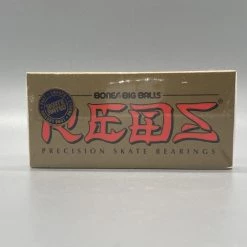 BONES BIG BALLS
REDS
PRECISION SKATE BEARINGS